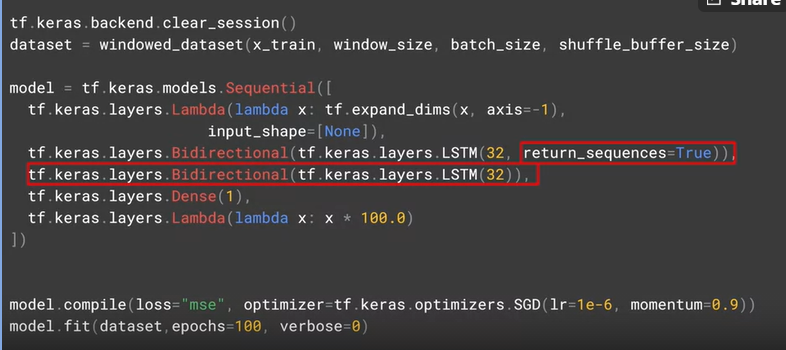 Share
tf.keras.backend.clear_session()
dataset = windowed_dataset(x_train, window_size, batch_size, shuffle_buffer_size)
model = tf.keras.models.Sequential([
  tf.keras.layers.Lambda(lambda x: tf.expand_dims(x, axis=-1),
                input_shape=[None]),
  tf.keras.layers.Bidirectional(tf.keras.layers.LSTM(32, return_sequences=True)),
  tf.keras.layers.Bidirectional(tf.keras.layers.LSTM(32)),
  tf.keras.layers.Dense(1),
  tf.keras.layers.Lambda(lambda x: x * 100.0)
])
model.compile(loss="mse", optimizer=tf.keras.optimizers.SGD(lr=1e-6, momentum=0.9))
model.fit(dataset,epochs=100, verbose=0)